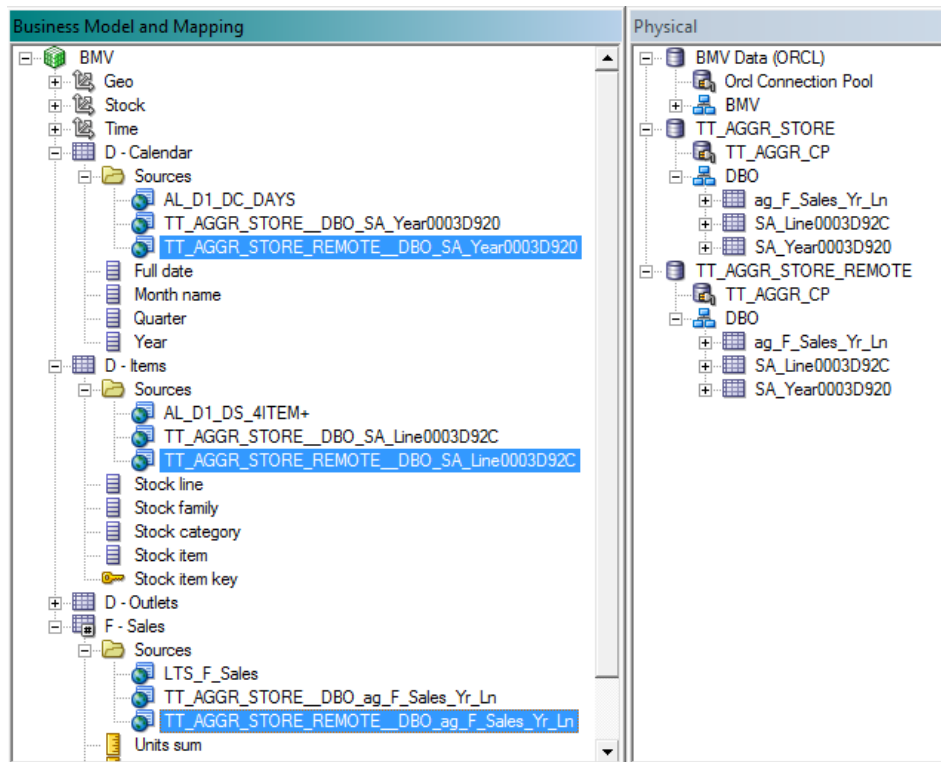 Business Model and Mapping
BMV
Geo
Stock
Time
D - Calendar
Sources
AL_D1_DC_DAYS
TT_AGGR_STORE__DBO_SA_Year0003D920
TT_AGGR_STORE_REMOTE__DBO_SA_Year0003D920
Full date
Month name
Quarter
Year
D - Items
Sources
AL_D1_DS_4ITEM+
TT_AGGR_STORE__DBO_SA_Line0003D92C
TT_AGGR_STORE_REMOTE__DBO_SA_Line0003D92C
Stock line
Stock family
Stock category
Stock item
Stock item key
D - Outlets
F - Sales
Sources
LTS_F_Sales
TT_AGGR_STORE__DBO_ag_F_Sales_Yr_Ln
TT_AGGR_STORE_REMOTE__DBO_ag_F_Sales_Yr_Ln
Units sum
Physical
BMV Data (ORCL)
Orcl Connection Pool
BMV
TT_AGGR_STORE
TT_AGGR_CP
DBO
ag_F_Sales_Yr_Ln
SA_Line0003D92C
SA_Year0003D920
TT_AGGR_STORE_REMOTE
TT_AGGR_CP
DBO
ag_F_Sales_Yr_Ln
SA_Line0003D92C
SA_Year0003D920